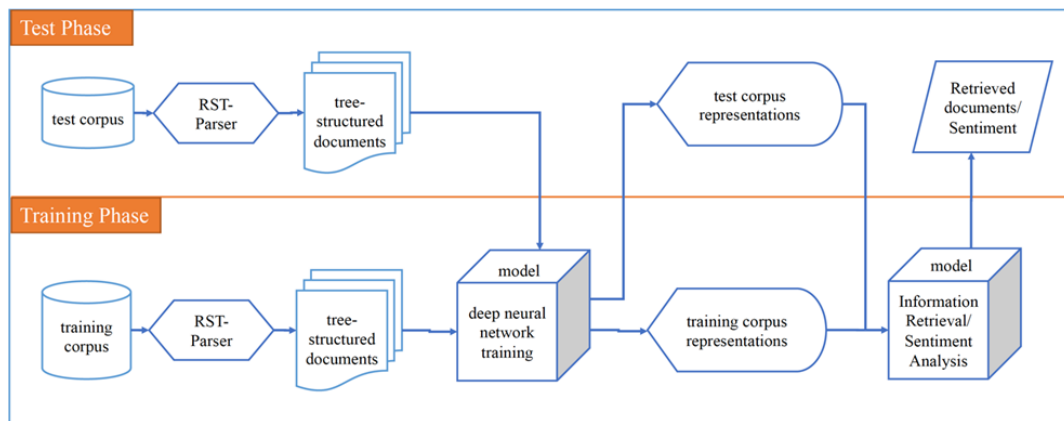 Test Phase
test corpus
RST-
Parser
tree-
structured
documents
test corpus
representations
Retrieved
documents/
Sentiment
Training Phase
training
corpus
RST-
Parser
tree-
structured
documents
model
deep neural
network
training
training corpus
representations
model
Information
Retrieval/
Sentiment
Analysis